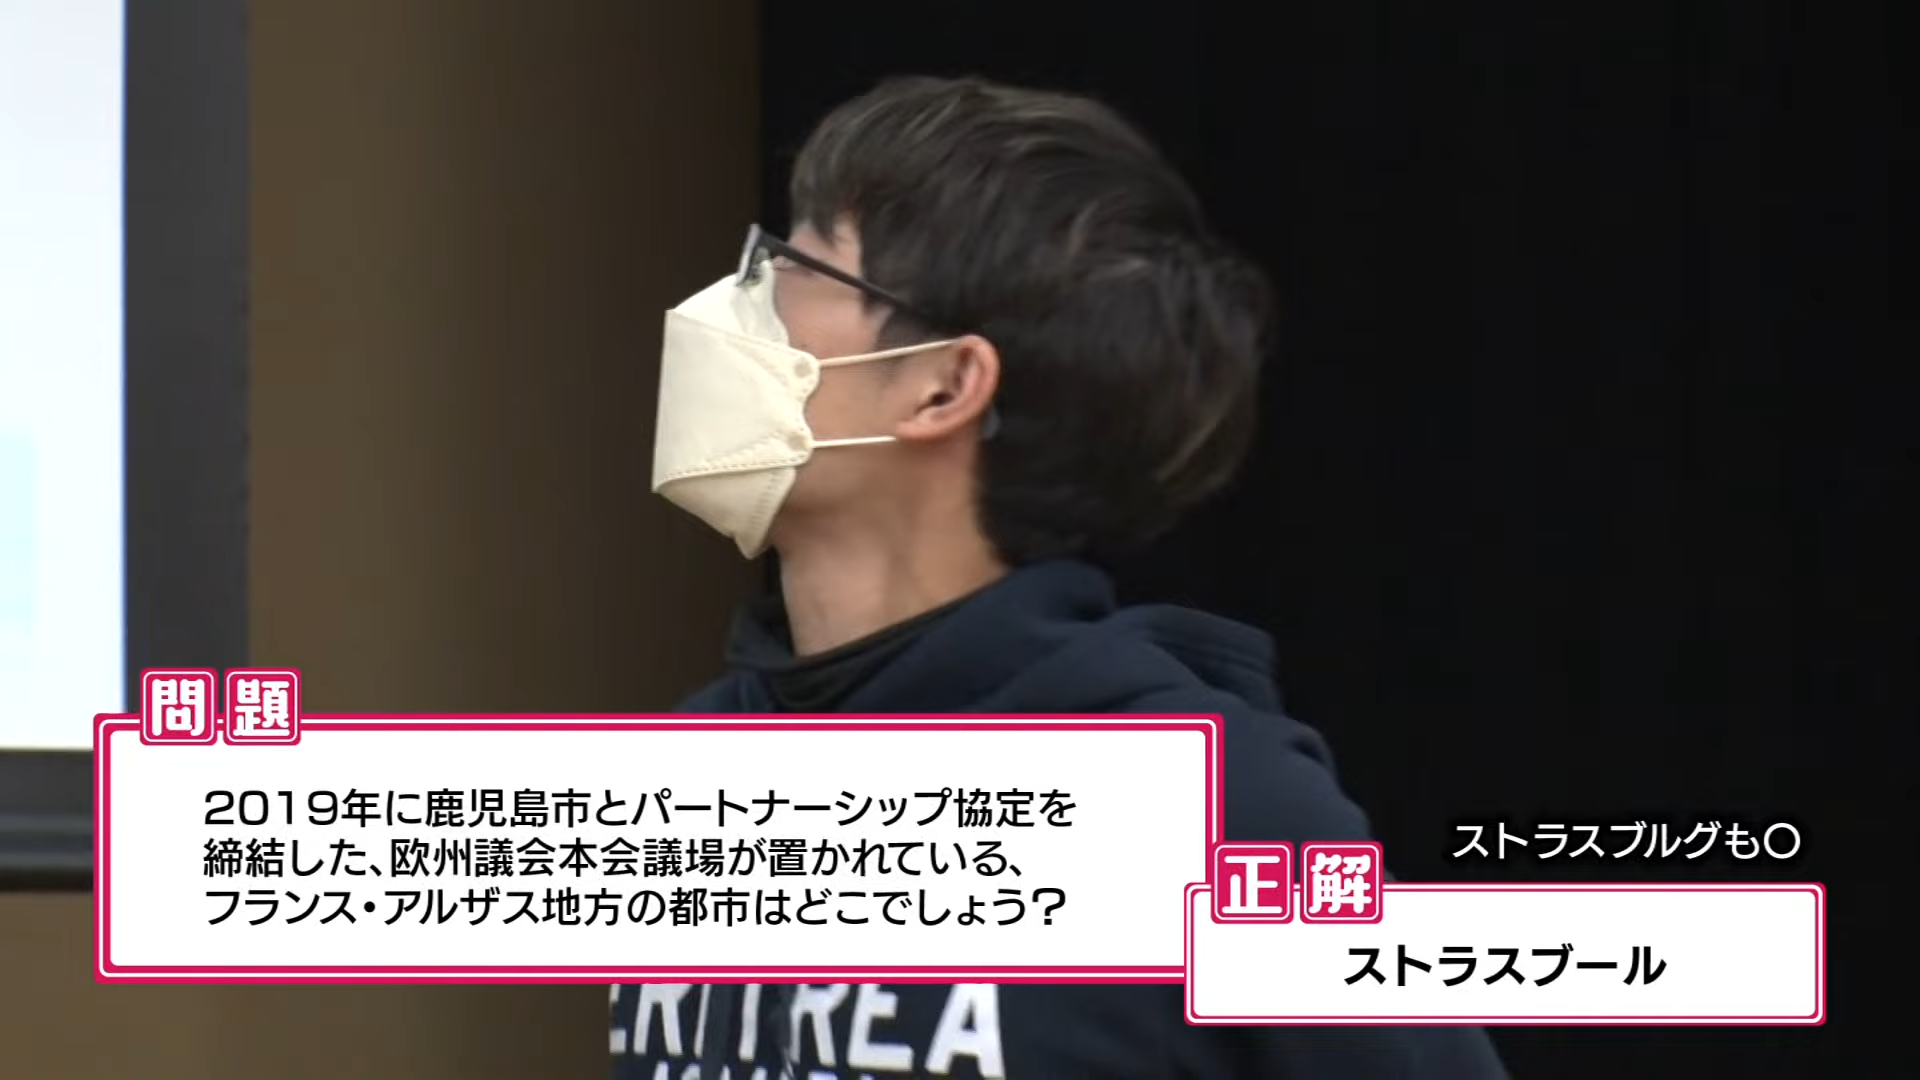 問題
2019年に鹿児島市とパートナーシップ協定を
締結した、欧州議会本会議場が置かれている、
フランス・アルザス地方の都市はどこでしょう?
ストラスブルグも〇
正解
ストラスブール
ERITREA